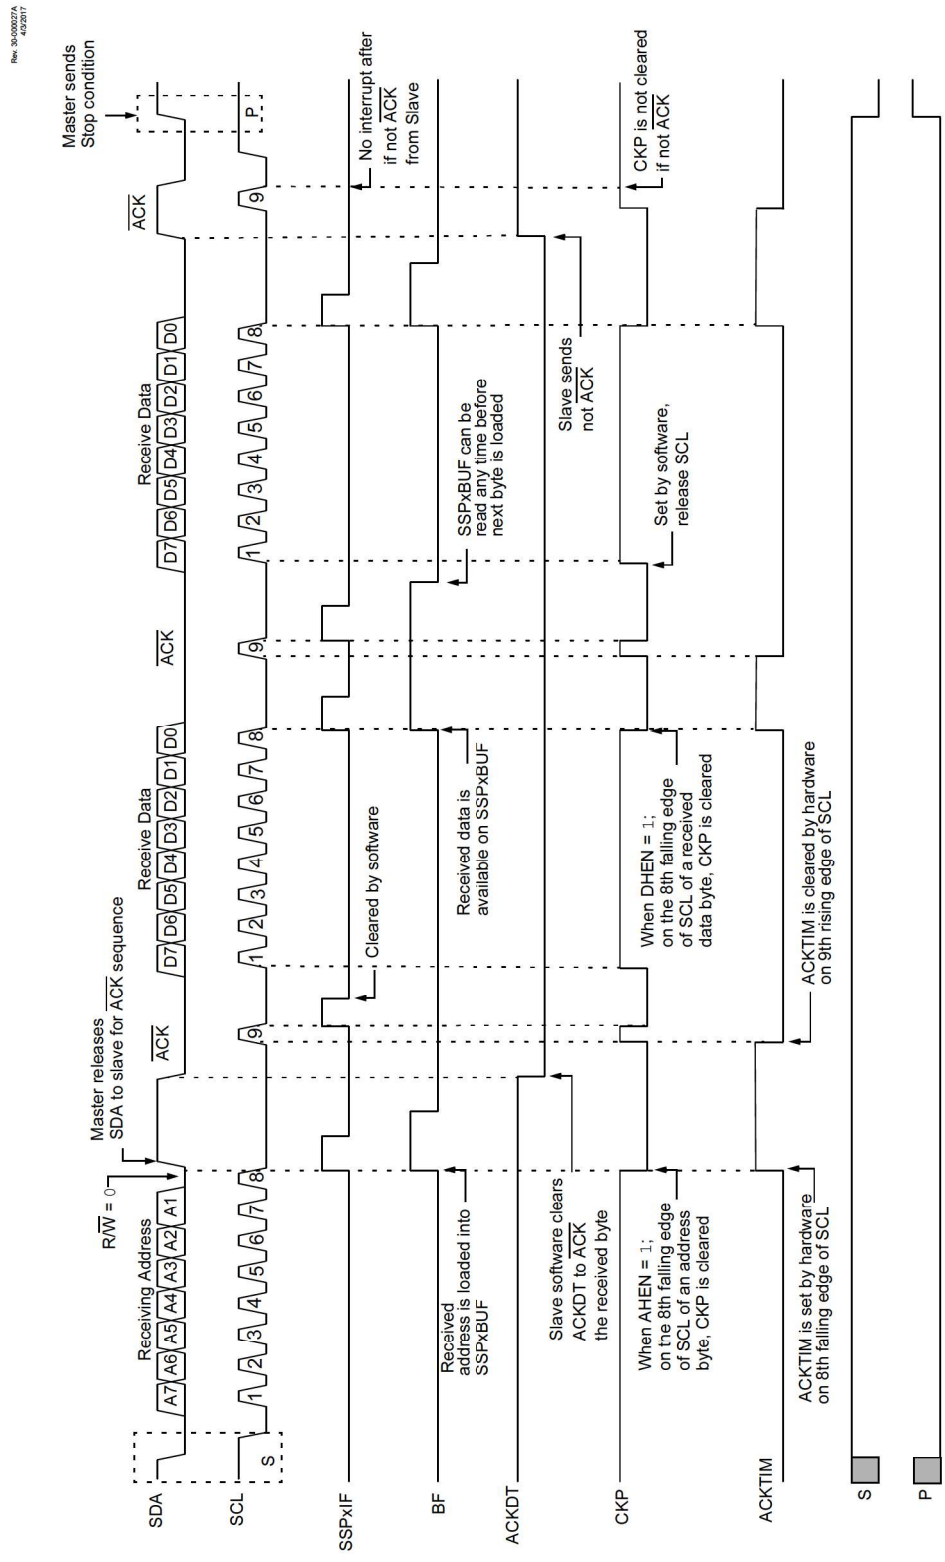 Rev. 30-000027A
4/3/2017
Master sends
Stop condition
Master releases
SDA to slave for ACK sequence
R/W = 0
Receiving Address
ACK
Receive Data
ACK
Receive Data
ACK
SDA
A7 A6 A5 A4 A3 A2 A1
D7 D6 D5 D4 D3 D2 D1 D0
D7 D6 D5 D4 D3 D2 D1 D0
SCL
S
1 2 3 4 5 6 7 8 9
1 2 3 4 5 6 7 8 9
1 2 3 4 5 6 7 8 9
P
SSPxIF
Cleared by software
No interrupt after
if not ACK
from Slave
BF
Received
address is loaded into
SSPxBUF
Received data is
available on SSPxBUF
SSPxBUF can be
read any time before
next byte is loaded
ACKDT
Slave software clears
ACKDT to ACK
the received byte
Slave sends
not ACK
CKP
When AHEN = 1;
on the 8th falling edge
of SCL of an address
byte, CKP is cleared
When DHEN = 1;
on the 8th falling edge
of SCL of a received
data byte, CKP is cleared
Set by software,
release SCL
CKP is not cleared
if not ACK
ACKTIM
ACKTIM is set by hardware
on 8th falling edge of SCL
ACKTIM is cleared by hardware
on 9th rising edge of SCL
S
P